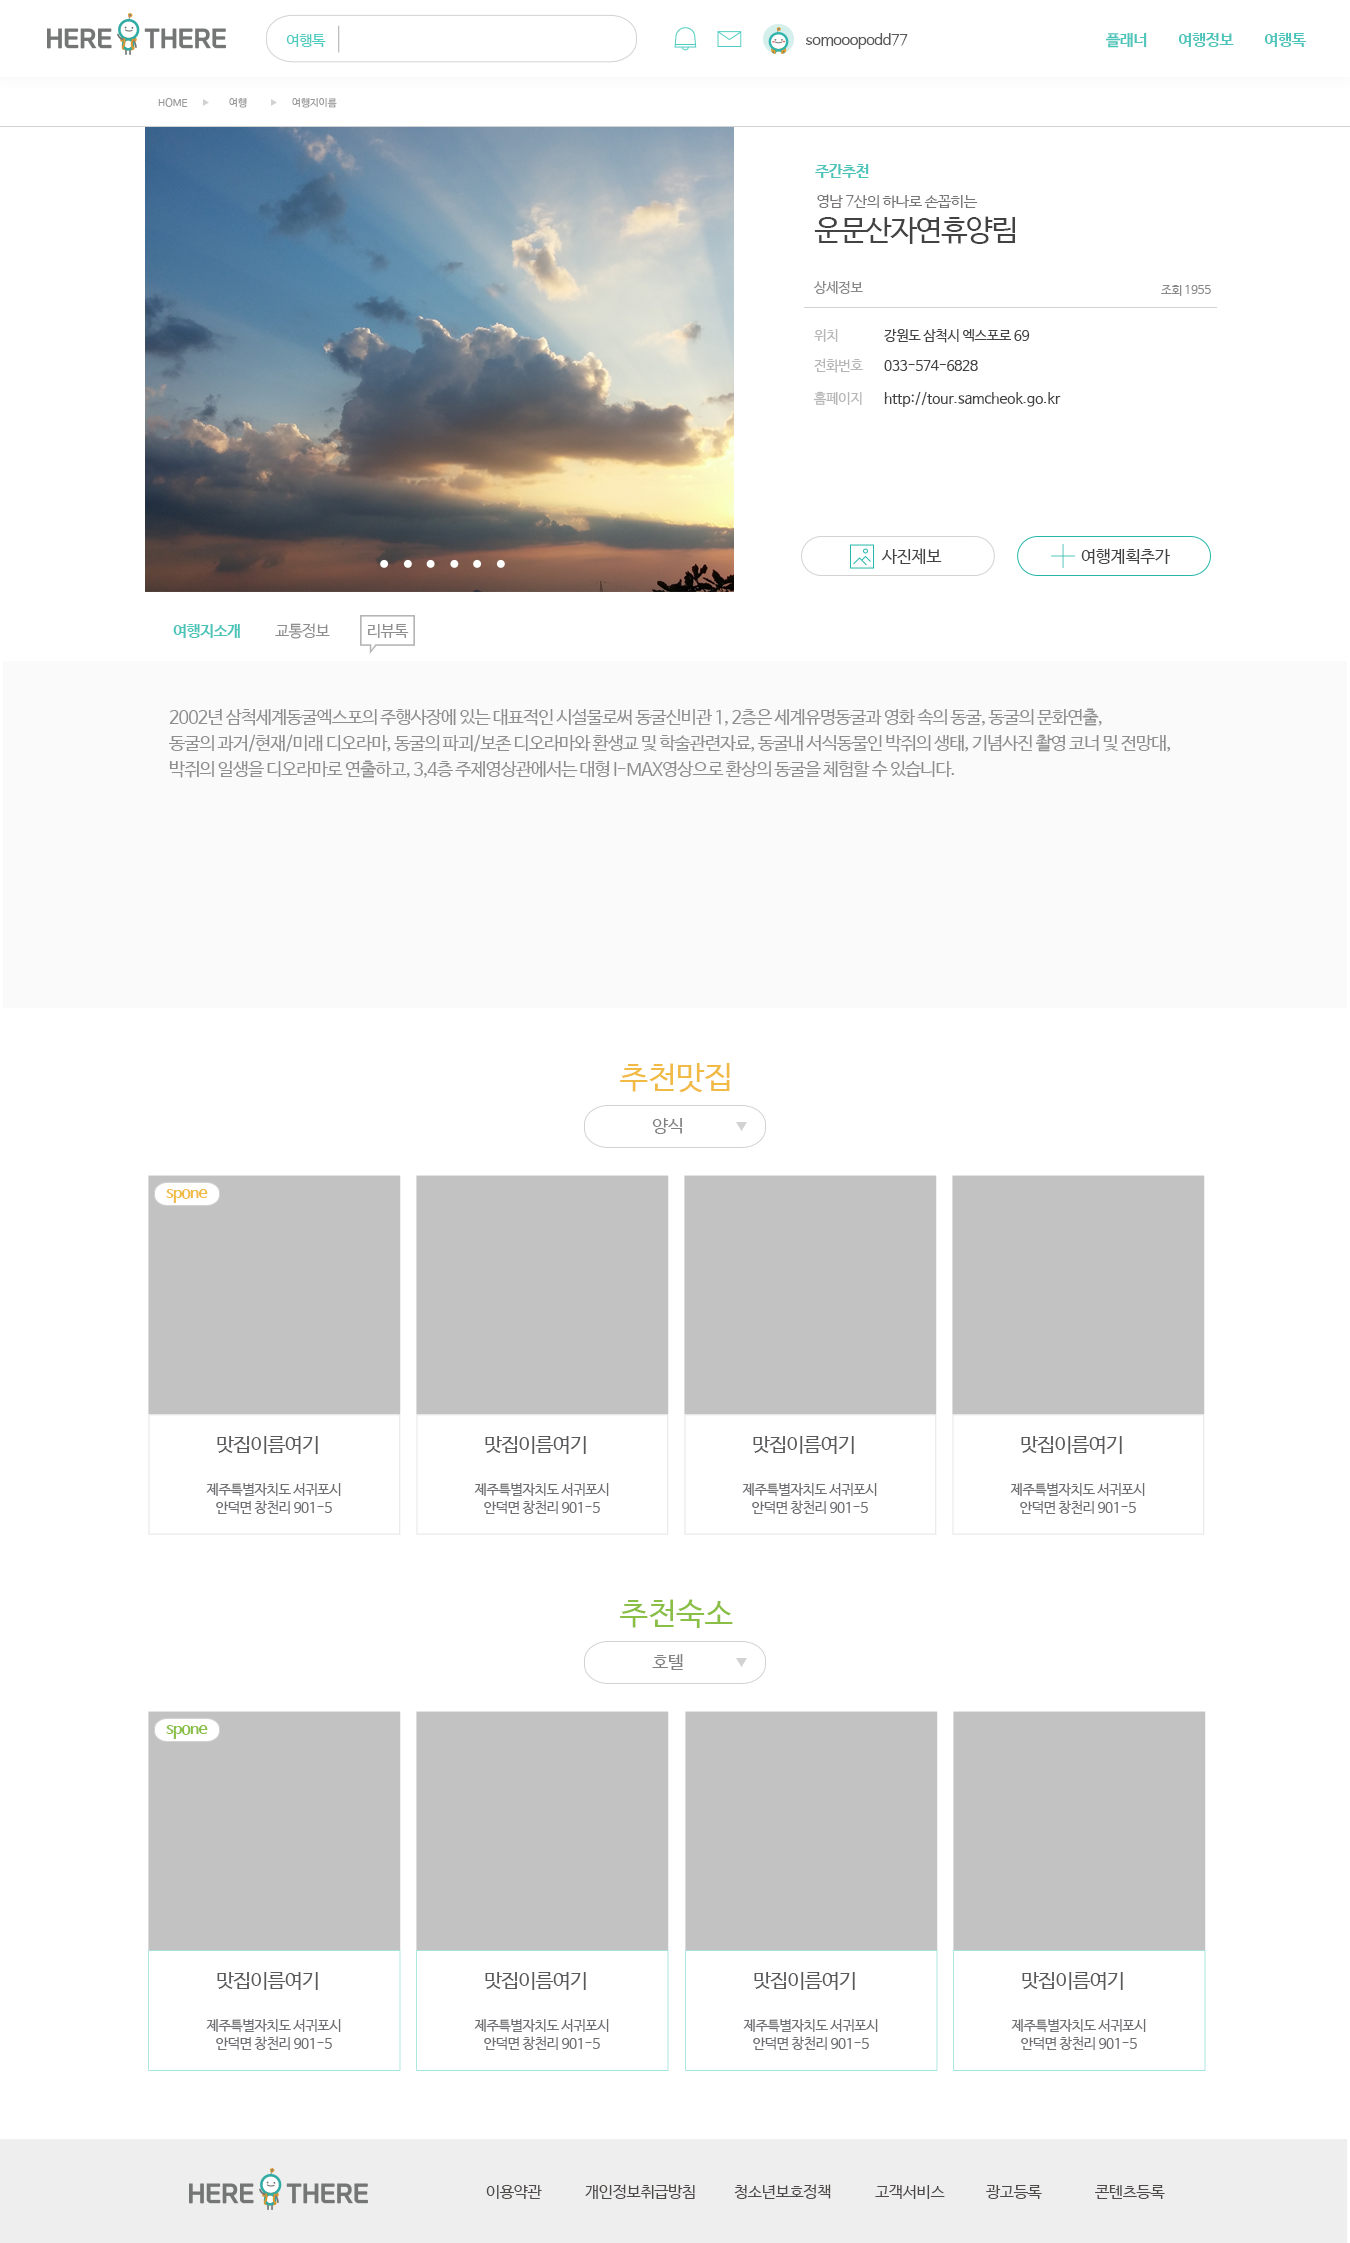 HERE THERE
여행톡
somooopodd77
플래너 여행정보 여행톡
HOME 여행 여행지이름
주간추천
영남 7산의 하나로 손꼽히는
운문산자연휴양림
상세정보 조회 1955
위치 강원도 삼척시 엑스포로 69
전화번호 033-574-6828
홈페이지 http://tour.samcheok.go.kr
사진제보 여행계획추가
여행지소개 교통정보 리뷰톡
2002년 삼척세계동굴엑스포의 주행사장에 있는 대표적인 시설물로써 동굴신비관 1, 2층은 세계유명동굴과 영화 속의 동굴, 동굴의 문화연출,
동굴의 과거/현재/미래 디오라마, 동굴의 파괴/보존 디오라마와 환생교 및 학술관련자료, 동굴내 서식동물인 박쥐의 생태, 기념사진 촬영 코너 및 전망대,
박쥐의 일생을 디오라마로 연출하고, 3,4층 주제영상관에서는 대형 I-MAX영상으로 환상의 동굴을 체험할 수 있습니다.
추천맛집
양식
spone
맛집이름여기 맛집이름여기 맛집이름여기 맛집이름여기
제주특별자치도 서귀포시 제주특별자치도 서귀포시 제주특별자치도 서귀포시 제주특별자치도 서귀포시
안덕면 창천리 901-5 안덕면 창천리 901-5 안덕면 창천리 901-5 안덕면 창천리 901-5
추천숙소
호텔
spone
맛집이름여기 맛집이름여기 맛집이름여기 맛집이름여기
제주특별자치도 서귀포시 제주특별자치도 서귀포시 제주특별자치도 서귀포시 제주특별자치도 서귀포시
안덕면 창천리 901-5 안덕면 창천리 901-5 안덕면 창천리 901-5 안덕면 창천리 901-5
HERE THERE
이용약관 개인정보취급방침 청소년보호정책 고객서비스 광고등록 콘텐츠등록